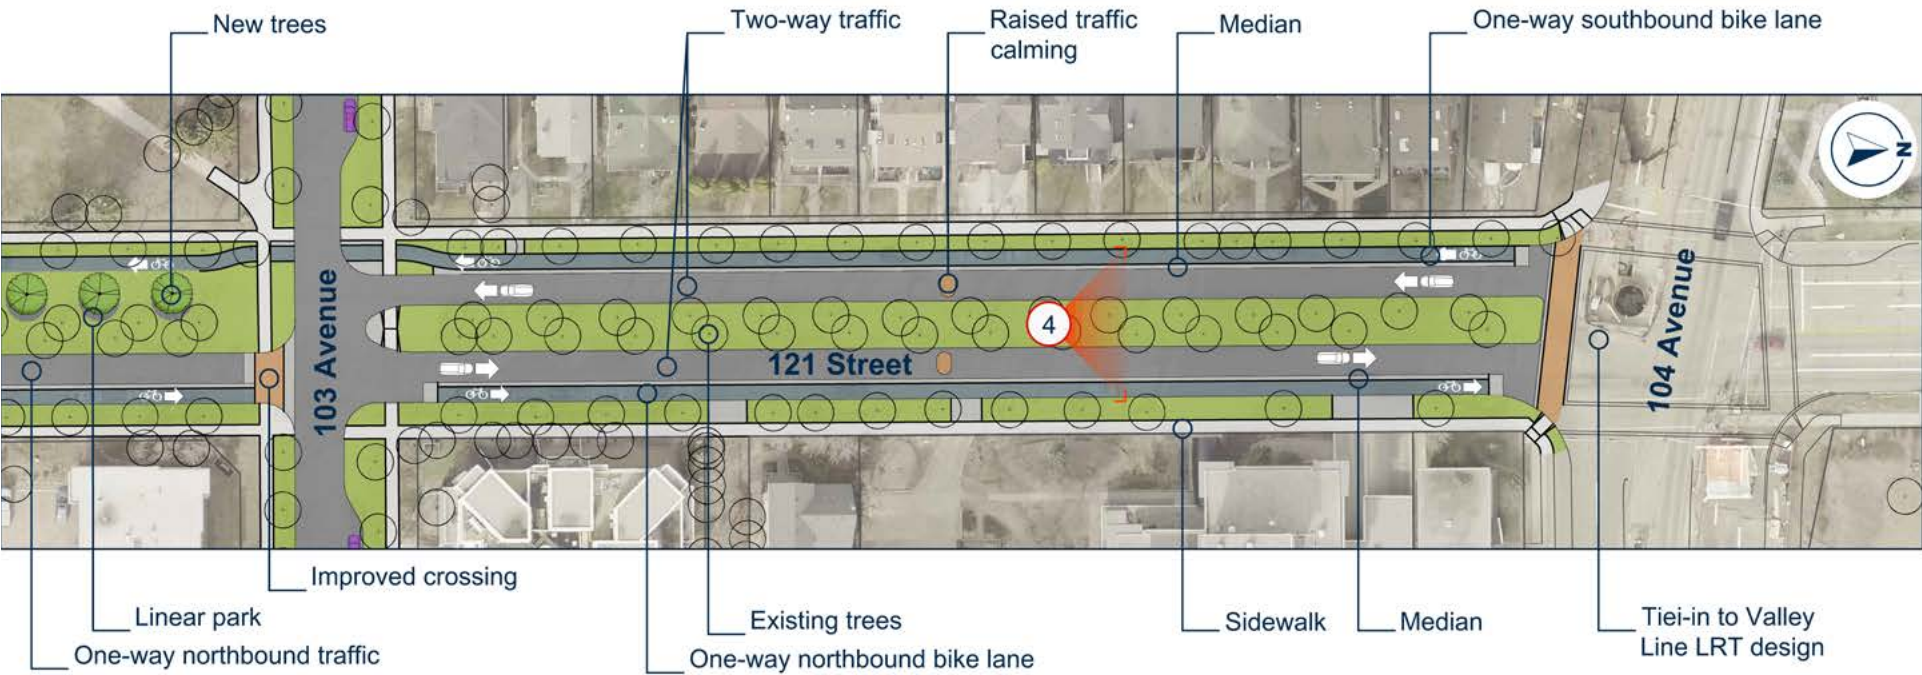 New trees
Two-way traffic
Raised traffic
calming
Median
One-way southbound bike lane
N
103 Avenue
121 Street
4
104 Avenue
Improved crossing
Linear park
One-way northbound traffic
Existing trees
One-way northbound bike lane
Sidewalk
Median
Tiei-in to Valley
Line LRT design